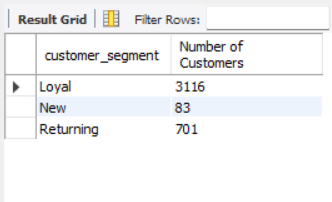 Result Grid Filter Rows:
customer_segment Number of
Customers
Loyal 3116
New 83
Returning 701